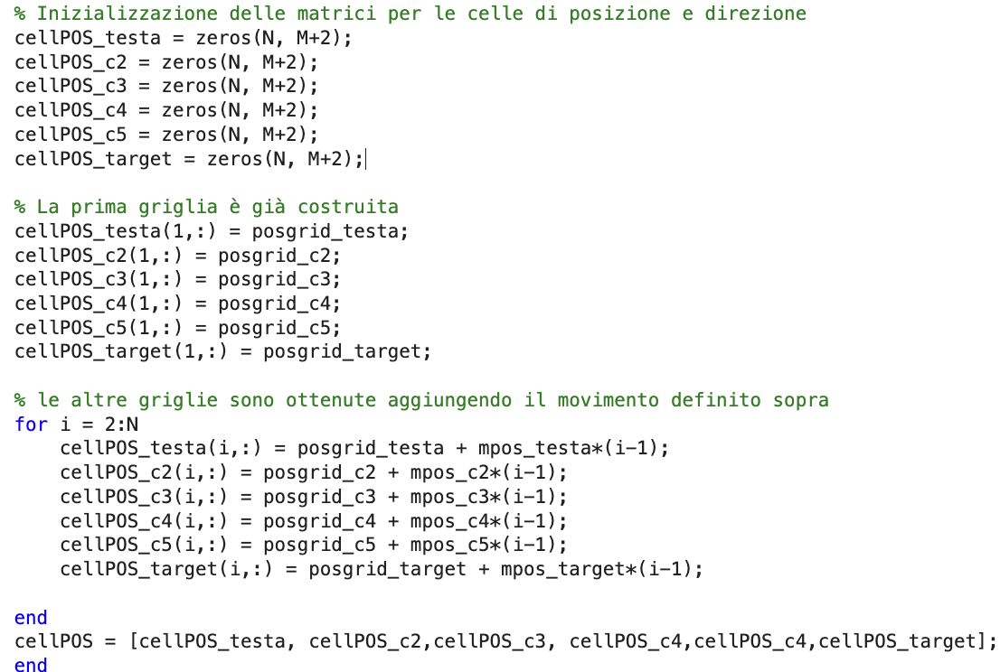 % Inizializzazione delle matrici per le celle di posizione e direzione
cellPOS_testa = zeros(N, M+2);
cellPOS_c2 = zeros(N, M+2);
cellPOS_c3 = zeros(N, M+2);
cellPOS_c4 = zeros(N, M+2);
cellPOS_c5 = zeros(N, M+2);
cellPOS_target = zeros(N, M+2);
% La prima griglia è già costruita
cellPOS_testa(1,:) = posgrid_testa;
cellPOS_c2(1,:) = posgrid_c2;
cellPOS_c3(1,:) = posgrid_c3;
cellPOS_c4(1,:) = posgrid_c4;
cellPOS_c5(1,:) = posgrid_c5;
cellPOS_target(1,:) = posgrid_target;
% le altre griglie sono ottenute aggiungendo il movimento definito sopra
for i = 2:N
    cellPOS_testa(i,:) = posgrid_testa + mpos_testa*(i-1);
    cellPOS_c2(i,:) = posgrid_c2 + mpos_c2*(i-1);
    cellPOS_c3(i,:) = posgrid_c3 + mpos_c3*(i-1);
    cellPOS_c4(i,:) = posgrid_c4 + mpos_c4*(i-1);
    cellPOS_c5(i,:) = posgrid_c5 + mpos_c5*(i-1);
    cellPOS_target(i,:) = posgrid_target + mpos_target*(i-1);
end
cellPOS = [cellPOS_testa, cellPOS_c2,cellPOS_c3, cellPOS_c4,cellPOS_c4,cellPOS_target];
end